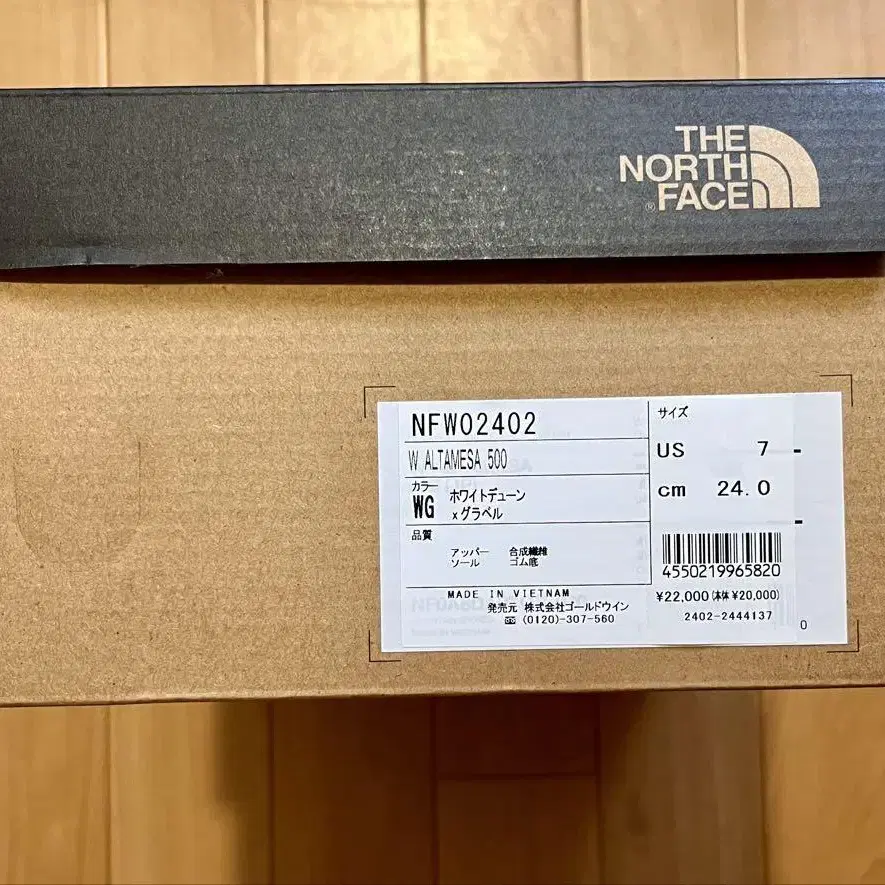 THE
NORTH
FACE
®
NFW02402
W ALTAMESA 500
カラー
WG ホワイトデューン
×グラベル
品質
アッパー 合成繊維
ソール ゴム底
MADE IN VIETNAM
発売元 株式会社ゴールドウイン
☎ (0120)-307-560
サイズ
US 7
cm 24.0
4550219965820
¥22,000 (本体 ¥20,000)
2402-2444137
0